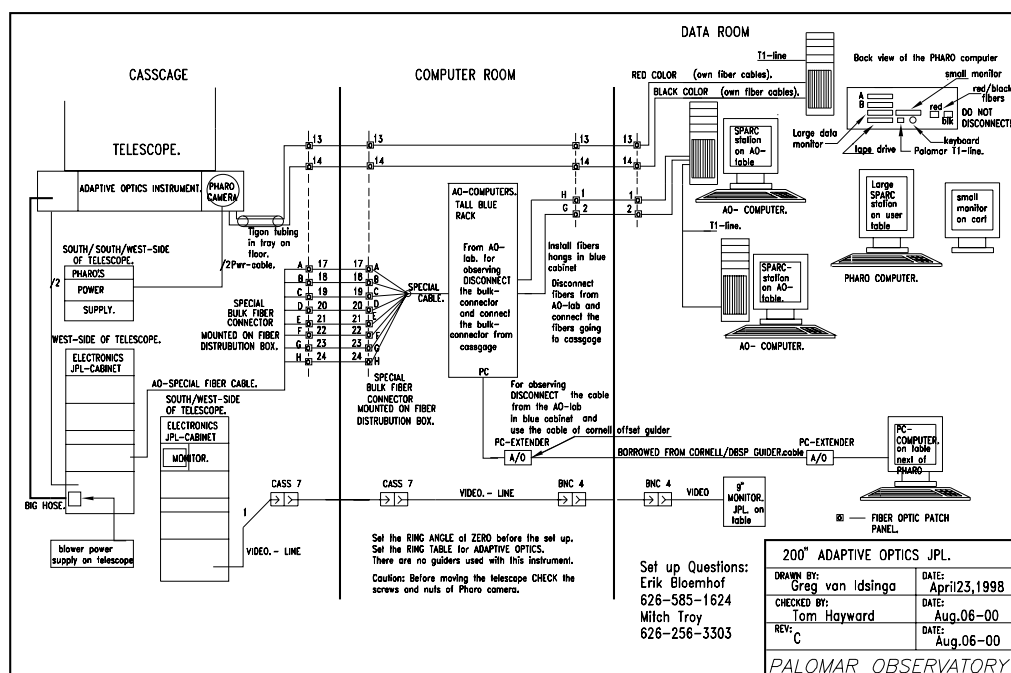 DATA ROOM
CASSCAGE
COMPUTER ROOM
T1-line
Back view of the PHARO computer
small monitor
red/black
fibers
A
B
red
blk
DO NOT
DISCONNECT!
Large data
monitor
keyboard
tape drive
Palomar T1-line.
RED COLOR (own fiber cables).
BLACK COLOR (own fiber cables).
13
13
13
13
14
14
14
14
TELESCOPE.
ADAPTIVE OPTICS INSTRUMENT.
PHARO
CAMERA
Tigon tubing
in tray on
floor.
/2Pwr-cable.
SPARC
station
on AO-
table
AO- COMPUTER.
T1-line.
SPARC-
station
on AO-
table.
AO- COMPUTER.
Large
SPARC
station
on user
table
small
monitor
on cart
PHARO COMPUTER.
AO-COMPUTERS.
TALL BLUE
RACK
From AO-
lab. for
observing
DISCONNECT
the bulk-
connector
and connect
the bulk-
connector from
cassgage
PC
H
1
1
G
2
2
Install fibers
hangs in blue
cabinet
Disconnect
fibers from
AO-lab and
connect the
fibers going
to cassgage
SOUTH/SOUTH/WEST-SIDE
OF TELESCOPE.
/2
PHARO'S
POWER
SUPPLY.
A 17 17 A
B 18 18 B
C 19 19 C
D 20 20 D
E 21 21 E
F 22 22 F
G 23 23 G
H 24 24 H
SPECIAL
CABLE.
SPECIAL
BULK FIBER
CONNECTOR
MOUNTED ON FIBER
DISTRUBUTION BOX.
SPECIAL
BULK FIBER
CONNECTOR
MOUNTED ON FIBER
DISTRUBUTION BOX.
WEST-SIDE OF TELESCOPE.
ELECTRONICS
JPL-CABINET
AO-SPECIAL FIBER CABLE.
SOUTH/WEST-SIDE
OF TELESCOPE.
ELECTRONICS
JPL-CABINET
MONITOR.
BIG HOSE.
blower power
supply on telescope
1
VIDEO.- LINE
CASS 7
CASS 7
VIDEO.- LINE
BNC 4
BNC 4
VIDEO
9"
MONITOR.
JPL. on
table
For observing
DISCONNECT the cable
from the AO-lab
in blue cabinet and
use the cable of cornell offset guider
PC-EXTENDER
A/O
BORROWED FROM CORNELL/DBSP GUIDER.cable
PC-EXTENDER
A/O
PC-
COMPUTER.
on table
next of
PHARO
FIBER OPTIC PATCH
PANEL.
Set the RING ANGLE at ZERO before the set up.
Set the RING TABLE for ADAPTIVE OPTICS.
There are no guiders used with this instrument.
Caution: Before moving the telescope CHECK the
screws and nuts of Pharo camera.
Set up Questions:
Erik Bloemhof
626-585-1624
Mitch Troy
626-256-3303
200" ADAPTIVE OPTICS JPL.
DRAWN BY:
Greg van Idsinga
DATE:
April23,1998
CHECKED BY:
Tom Hayward
DATE:
Aug.06-00
REV:
C
DATE:
Aug.06-00
PALOMAR OBSERVATORY